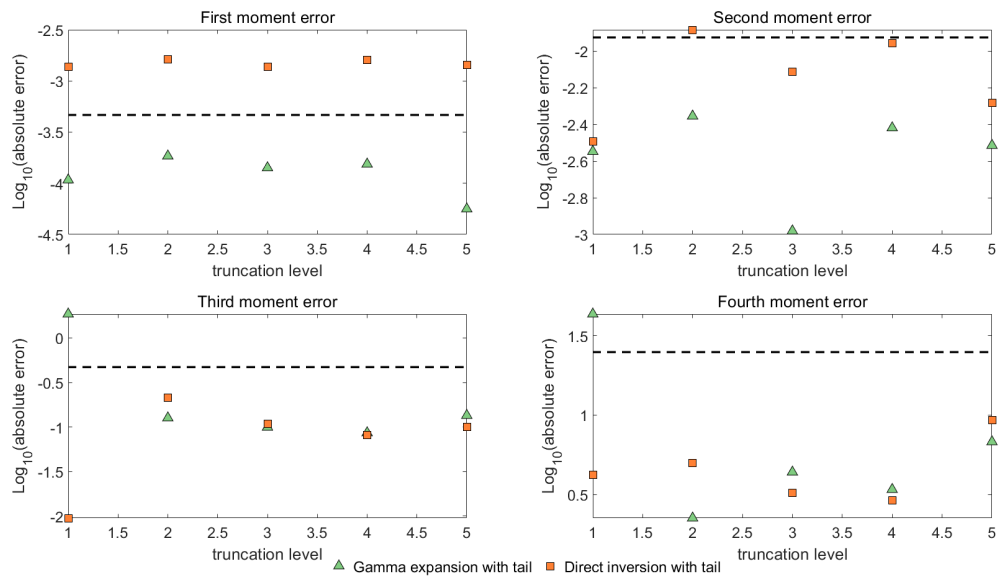 First moment error
Log10(absolute error)
-2.5
-3
-3.5
-4
-4.5
1 1.5 2 2.5 3 3.5 4 4.5 5
truncation level
Second moment error
Log10(absolute error)
-2
-2.2
-2.4
-2.6
-2.8
-3
1 1.5 2 2.5 3 3.5 4 4.5 5
truncation level
Third moment error
Log10(absolute error)
0
-0.5
-1
-1.5
-2
1 1.5 2 2.5 3 3.5 4 4.5 5
truncation level
Fourth moment error
Log10(absolute error)
1.5
1
0.5
1 1.5 2 2.5 3 3.5 4 4.5 5
truncation level
Gamma expansion with tail Direct inversion with tail